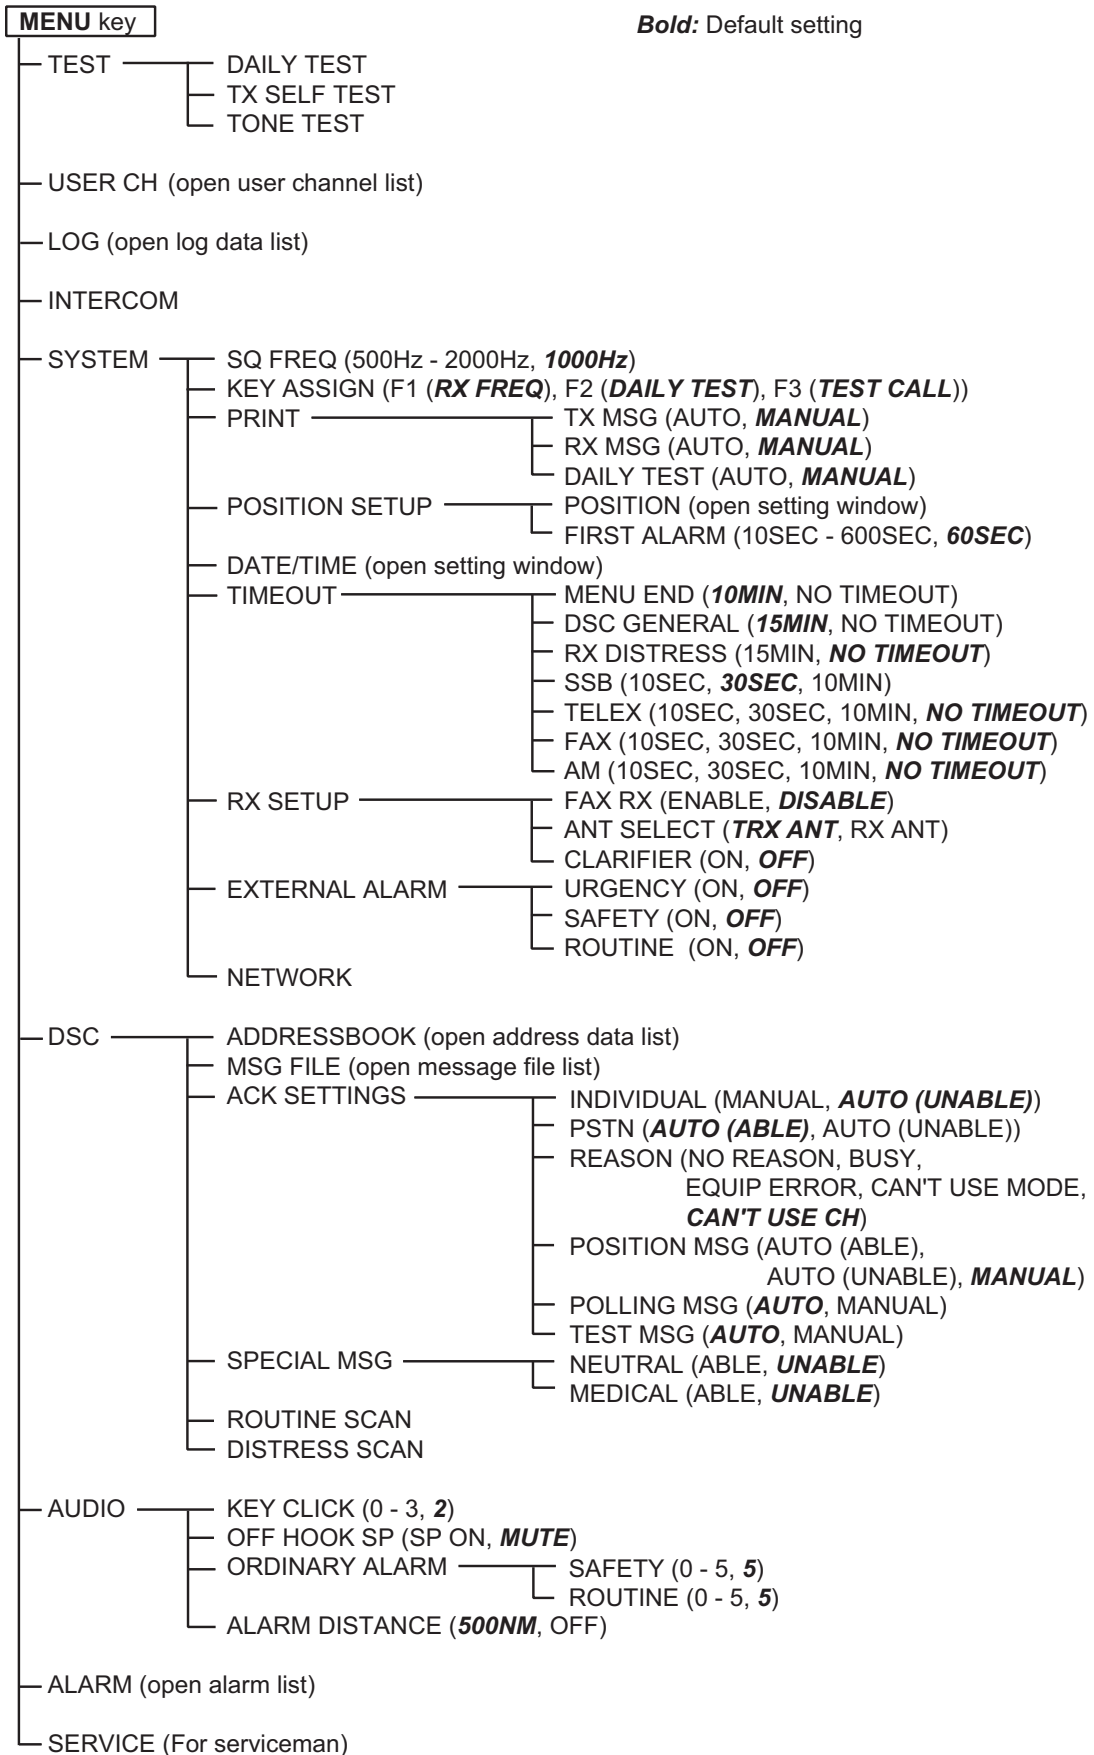 MENU key
Bold: Default setting
TEST
DAILY TEST
TX SELF TEST
TONE TEST
USER CH (open user channel list)
LOG (open log data list)
INTERCOM
SYSTEM
SQ FREQ (500Hz - 2000Hz, 1000Hz)
KEY ASSIGN (F1 (RX FREQ), F2 (DAILY TEST), F3 (TEST CALL))
PRINT
TX MSG (AUTO, MANUAL)
RX MSG (AUTO, MANUAL)
DAILY TEST (AUTO, MANUAL)
POSITION SETUP
POSITION (open setting window)
FIRST ALARM (10SEC - 600SEC, 60SEC)
DATE/TIME (open setting window)
TIMEOUT
MENU END (10MIN, NO TIMEOUT)
DSC GENERAL (15MIN, NO TIMEOUT)
RX DISTRESS (15MIN, NO TIMEOUT)
SSB (10SEC, 30SEC, 10MIN)
TELEX (10SEC, 30SEC, 10MIN, NO TIMEOUT)
FAX (10SEC, 30SEC, 10MIN, NO TIMEOUT)
AM (10SEC, 30SEC, 10MIN, NO TIMEOUT)
RX SETUP
FAX RX (ENABLE, DISABLE)
ANT SELECT (TRX ANT, RX ANT)
CLARIFIER (ON, OFF)
EXTERNAL ALARM
URGENCY (ON, OFF)
SAFETY (ON, OFF)
ROUTINE (ON, OFF)
NETWORK
DSC
ADDRESSBOOK (open address data list)
MSG FILE (open message file list)
ACK SETTINGS
INDIVIDUAL (MANUAL, AUTO (UNABLE))
PSTN (AUTO (ABLE), AUTO (UNABLE))
REASON (NO REASON, BUSY,
EQUIP ERROR, CAN'T USE MODE,
CAN'T USE CH)
POSITION MSG (AUTO (ABLE),
AUTO (UNABLE), MANUAL)
POLLING MSG (AUTO, MANUAL)
TEST MSG (AUTO, MANUAL)
SPECIAL MSG
NEUTRAL (ABLE, UNABLE)
MEDICAL (ABLE, UNABLE)
ROUTINE SCAN
DISTRESS SCAN
AUDIO
KEY CLICK (0 - 3, 2)
OFF HOOK SP (SP ON, MUTE)
ORDINARY ALARM
SAFETY (0 - 5, 5)
ROUTINE (0 - 5, 5)
ALARM DISTANCE (500NM, OFF)
ALARM (open alarm list)
SERVICE (For serviceman)